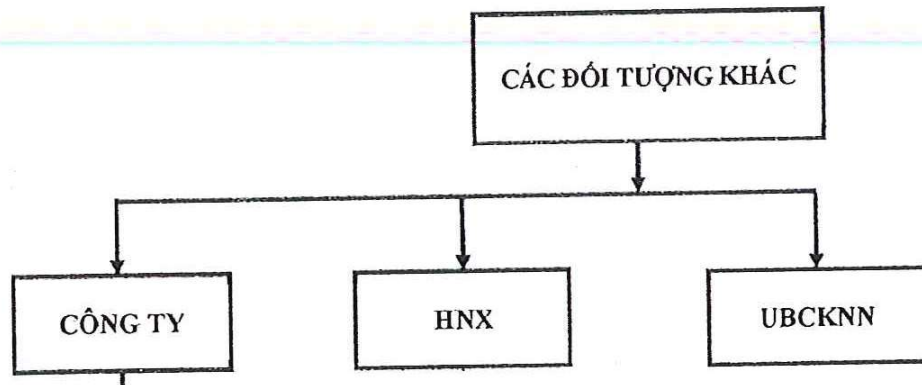 CÁC ĐỐI TƯỢNG KHÁC
CÔNG TY
HNX
UBCKNN